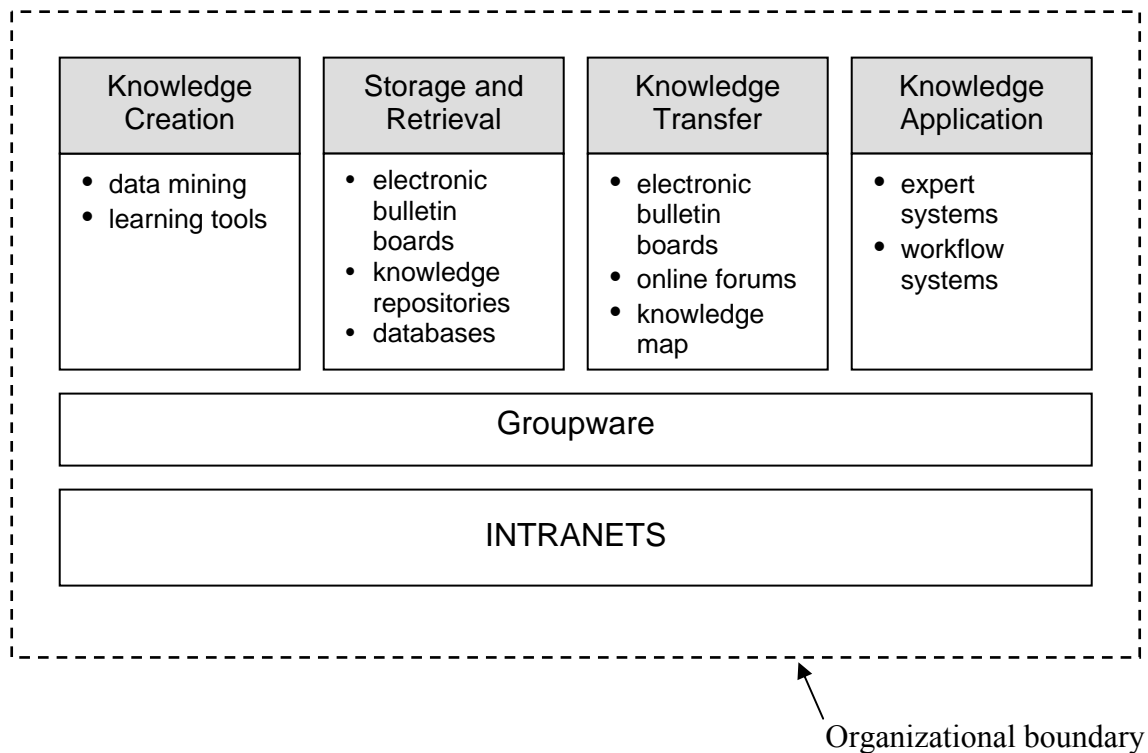 Knowledge
Creation
• data mining
• learning tools
Storage and
Retrieval
• electronic
bulletin
boards
• knowledge
repositories
• databases
Knowledge
Transfer
• electronic
bulletin
boards
• online forums
• knowledge
map
Knowledge
Application
• expert
systems
• workflow
systems
Groupware
INTRANETS
Organizational boundary